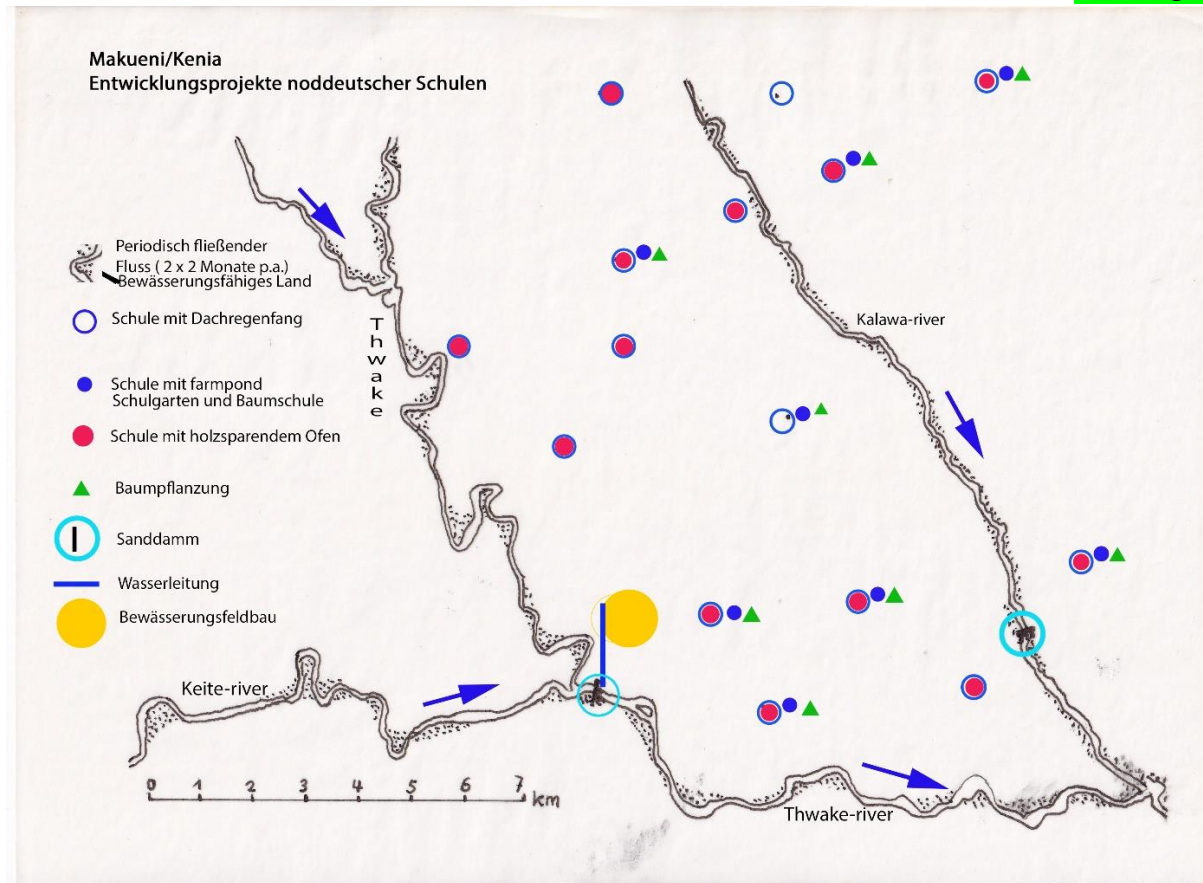 Makueni/Kenia
Entwicklungsprojekte noddeutscher Schulen
Periodisch fließender
Fluss ( 2 x 2 Monate p.a.)
Bewässerungsfähiges Land
Schule mit Dachregenfang
Schule mit farmpond
Schulgarten und Baumschule
Schule mit holzsparendem Ofen
Baumpflanzung
Sanddamm
Wasserleitung
Bewässerungsfeldbau
Thwake
Kalawa-river
Keite-river
Thwake-river
0 1 2 3 4 5 6 7 km